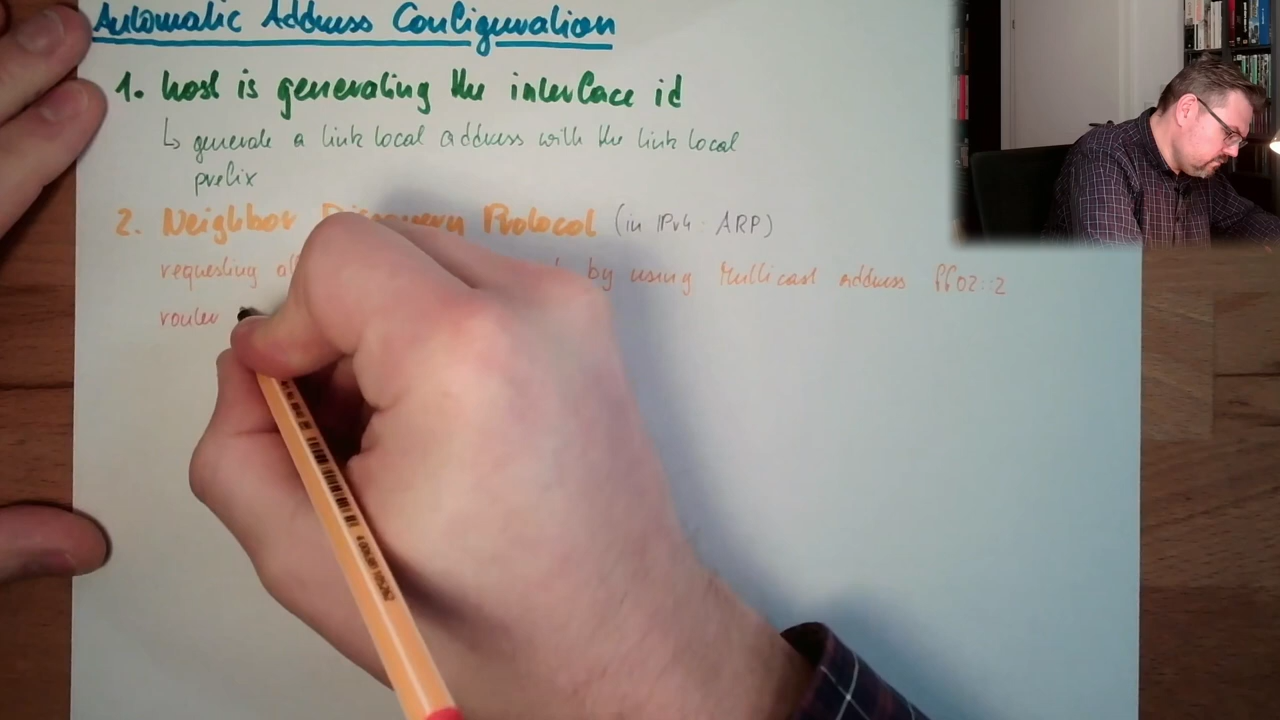 Automatic Address Configuration
1. host is generating the interface id
↳ generate a link local address with the link local
prefix
2. Neighbor Discovery Protocol (in IPv4: ARP)
requesting by using Multicast address ff02::2
router